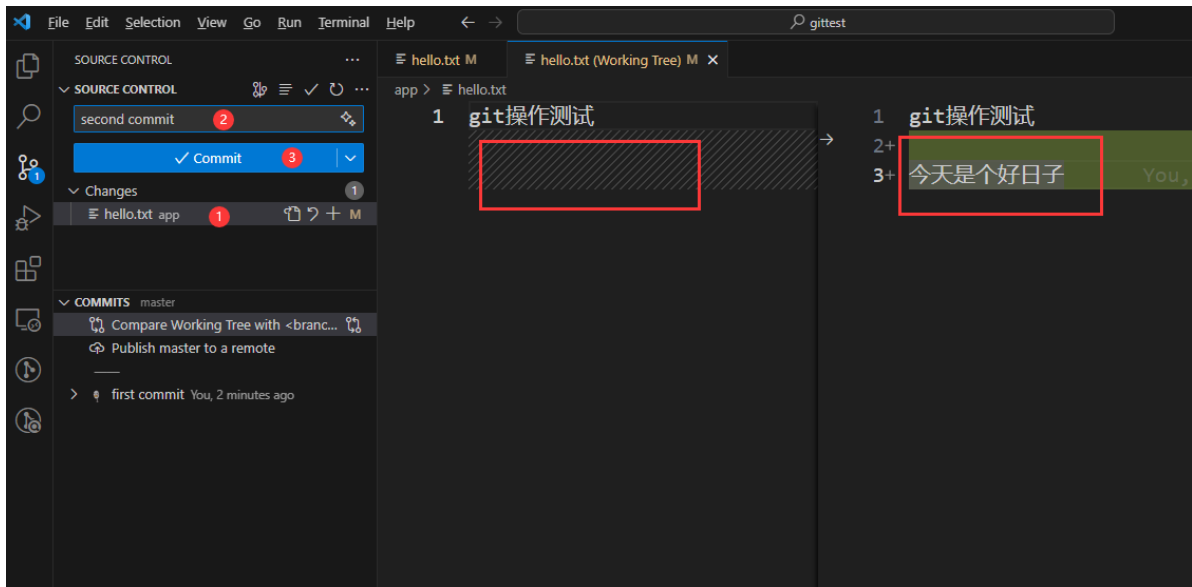 File Edit Selection View Go Run Terminal Help
gittest
SOURCE CONTROL
SOURCE CONTROL
second commit 2
Commit 3
Changes 1
hello.txt app 1 M
1
COMMITS master
Compare Working Tree with <branc...
Publish master to a remote
first commit You, 2 minutes ago
hello.txt M
hello.txt (Working Tree) M
app > hello.txt
1 git操作测试
1 git操作测试
2+
3+ 今天是个好日子 You,